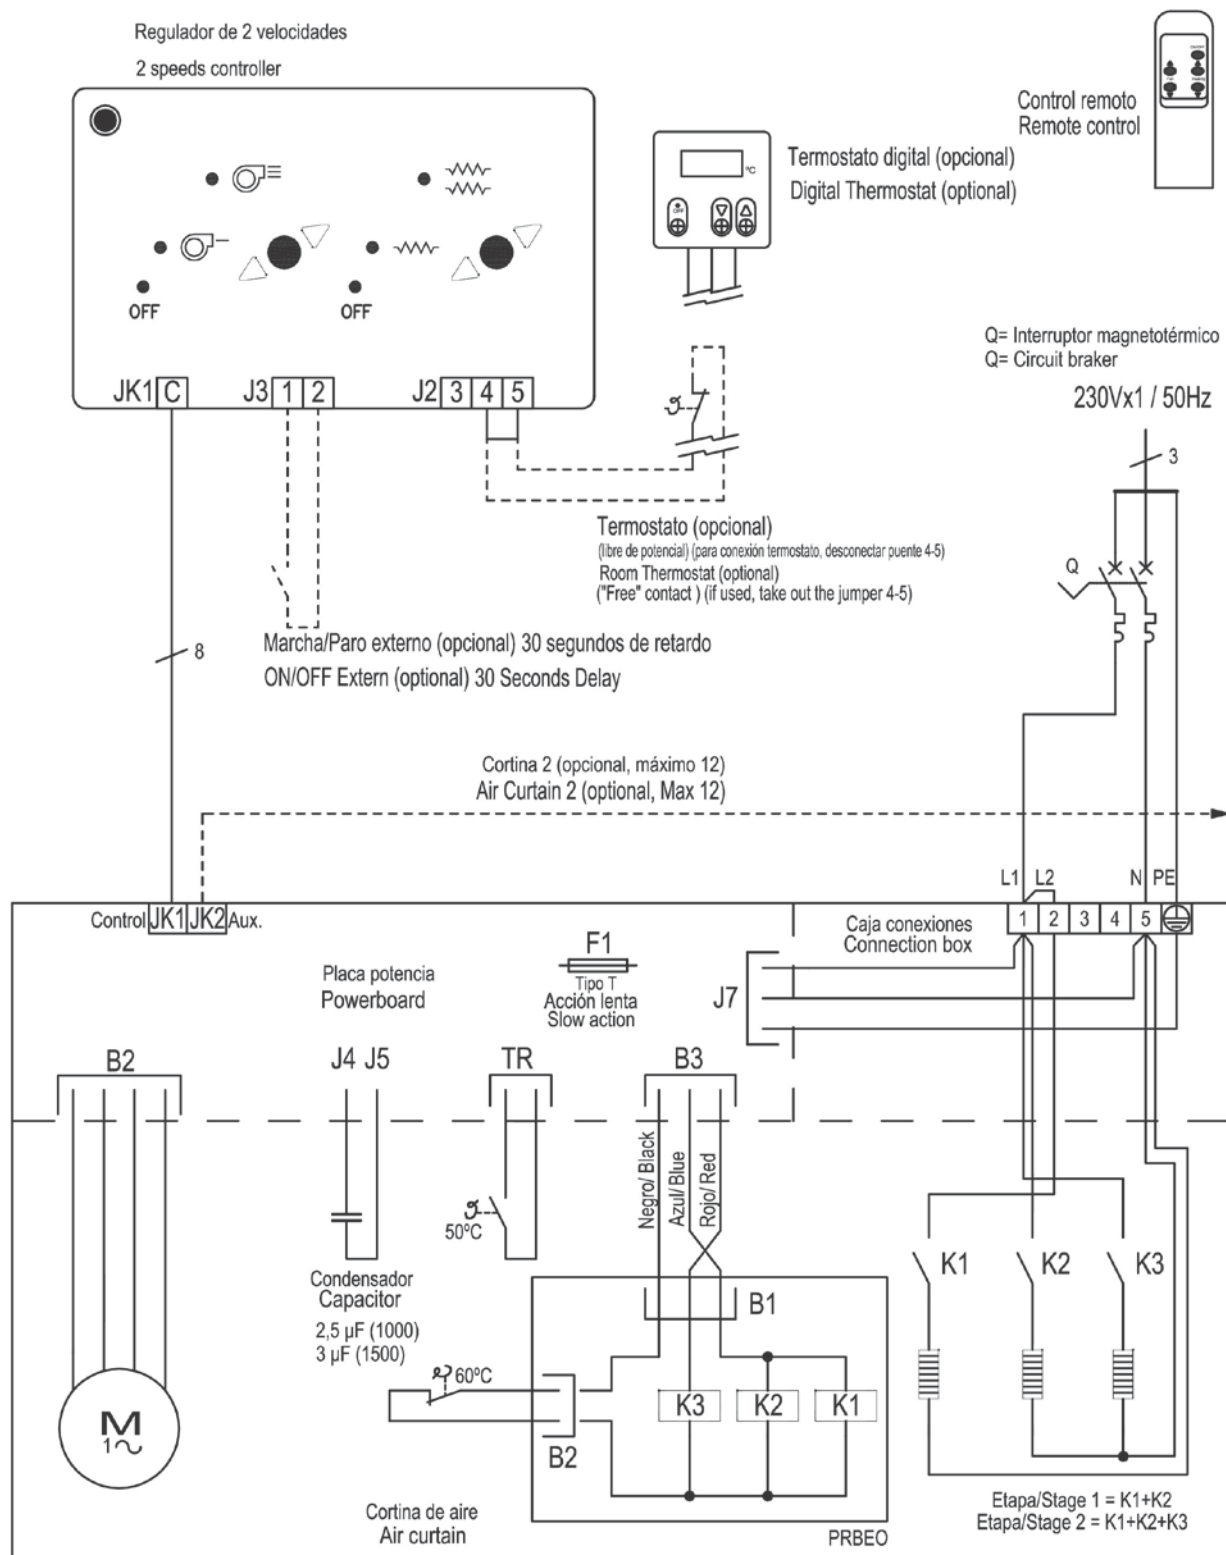 Regulador de 2 velocidades
2 speeds controller
OFF
OFF
JK1 C
J3 1 2
J2 3 4 5
Control remoto
Remote control
ºC
OFF
Termostato digital (opcional)
Digital Thermostat (optional)
Q= Interruptor magnetotérmico
Q= Circuit braker
230Vx1 / 50Hz
3
Q
Termostato (opcional)
(libre de potencial) (para conexión termostato, desconectar puente 4-5)
Room Thermostat (optional)
("Free" contact ) (if used, take out the jumper 4-5)
8
Marcha/Paro externo (opcional) 30 segundos de retardo
ON/OFF Extern (optional) 30 Seconds Delay
Cortina 2 (opcional, máximo 12)
Air Curtain 2 (optional, Max 12)
L1 L2 N PE
Control JK1 JK2 Aux.
Caja conexiones
Connection box
1 2 3 4 5
Placa potencia
Powerboard
F1
Tipo T
Acción lenta
Slow action
J7
B2
J4 J5
TR
B3
Negro/ Black
Azul/ Blue
Rojo/ Red
50ºC
Condensador
Capacitor
2,5 µF (1000)
3 µF (1500)
K1 K2 K3
B1
60ºC
K3 K2 K1
B2
M
1
Cortina de aire
Air curtain
PRBEO
Etapa/Stage 1 = K1+K2
Etapa/Stage 2 = K1+K2+K3